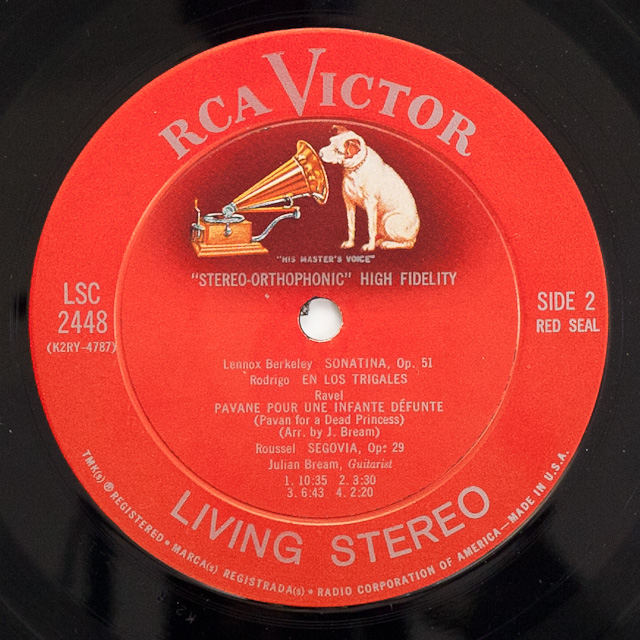 RCA VICTOR
"HIS MASTER'S VOICE"
"STEREO-ORTHOPHONIC" HIGH FIDELITY
LSC
2448
(K2RY-4787)
SIDE 2
RED SEAL
Lennox Berkeley SONATINA, Op. 51
Rodrigo EN LOS TRIGALES
Ravel
PAVANE POUR UNE INFANTE DÉFUNTE
(Pavan for a Dead Princess)
(Arr. by J. Bream)
Roussel SEGOVIA, Op. 29
Julian Bream, Guitarist
1. 10:35 2. 3:30
3. 6:43 4. 2:20
LIVING STEREO
TMK(s) ® REGISTERED • MARCA(s) REGISTRADA(s) • RADIO CORPORATION OF AMERICA—MADE IN U.S.A.